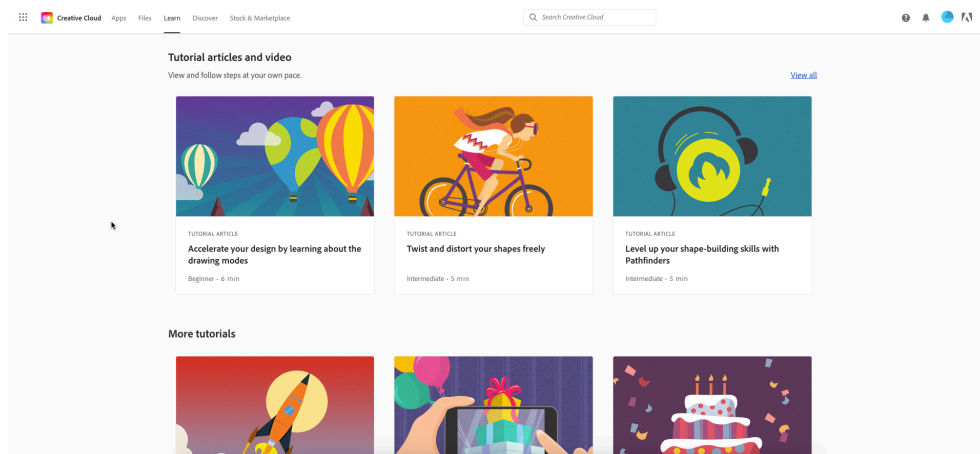 Creative Cloud Apps Files Learn Discover Stock & Marketplace Search Creative Cloud
Tutorial articles and video
View and follow steps at your own pace. View all
TUTORIAL ARTICLE
Accelerate your design by learning about the
drawing modes
Beginner • 6 min
TUTORIAL ARTICLE
Twist and distort your shapes freely
Intermediate • 5 min
TUTORIAL ARTICLE
Level up your shape-building skills with
Pathfinders
Intermediate • 5 min
More tutorials